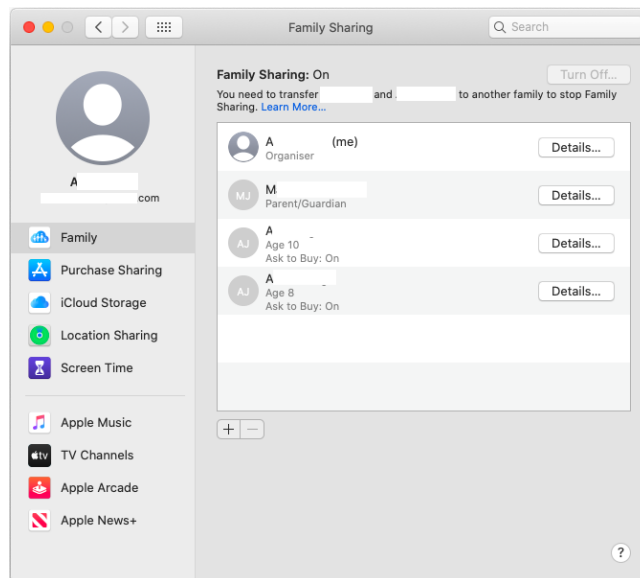 Family Sharing
Search
A
.com
Family
Purchase Sharing
iCloud Storage
Location Sharing
Screen Time
Apple Music
tv
TV Channels
Apple Arcade
Apple News+
Family Sharing: On
Turn Off...
You need to transfer and to another family to stop Family
Sharing. Learn More...
A (me)
Organiser
Details...
MJ
M
Parent/Guardian
Details...
AJ
A
Age 10
Ask to Buy: On
Details...
AJ
A
Age 8
Ask to Buy: On
Details...
+ −
?